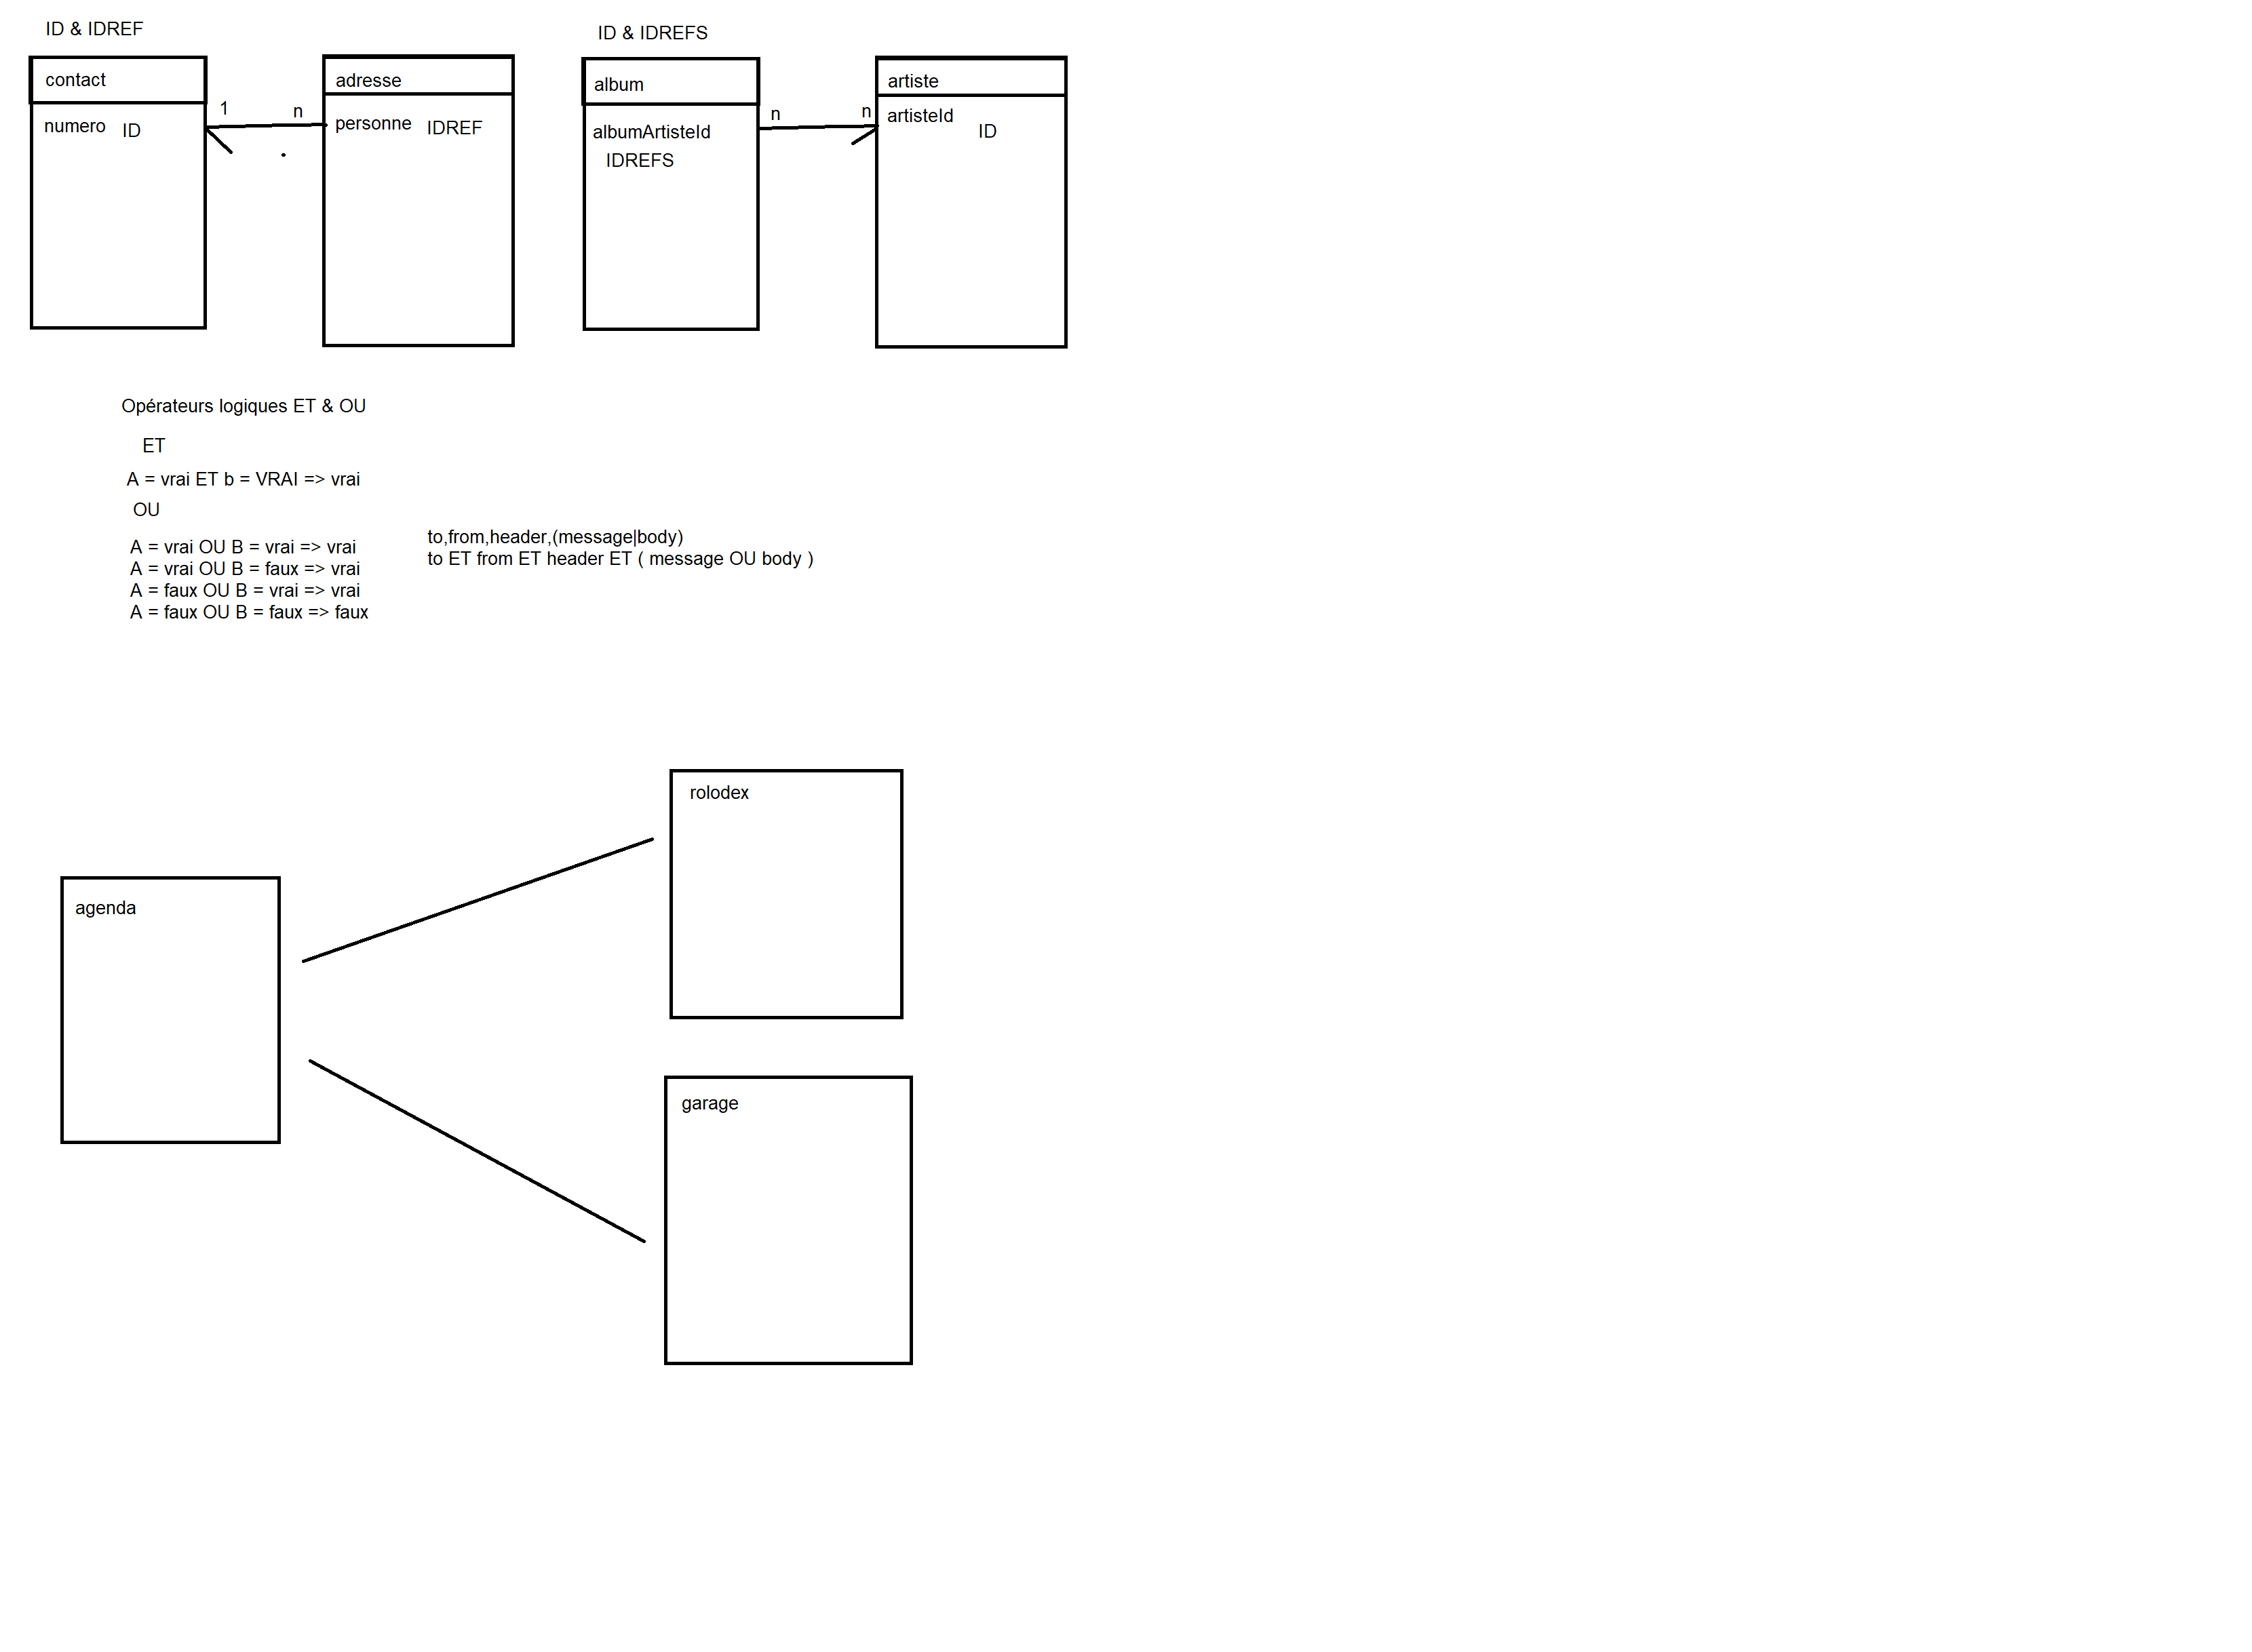 ID & IDREF
contact
numero ID
1 n
adresse
personne IDREF
ID & IDREFS
album
albumArtisteId
IDREFS
n n
artiste
artisteId
ID
Opérateurs logiques ET & OU
ET
A = vrai ET b = VRAI => vrai
OU
A = vrai OU B = vrai => vrai
A = vrai OU B = faux => vrai
A = faux OU B = vrai => vrai
A = faux OU B = faux => faux
to,from,header,(message|body)
to ET from ET header ET ( message OU body )
rolodex
agenda
garage